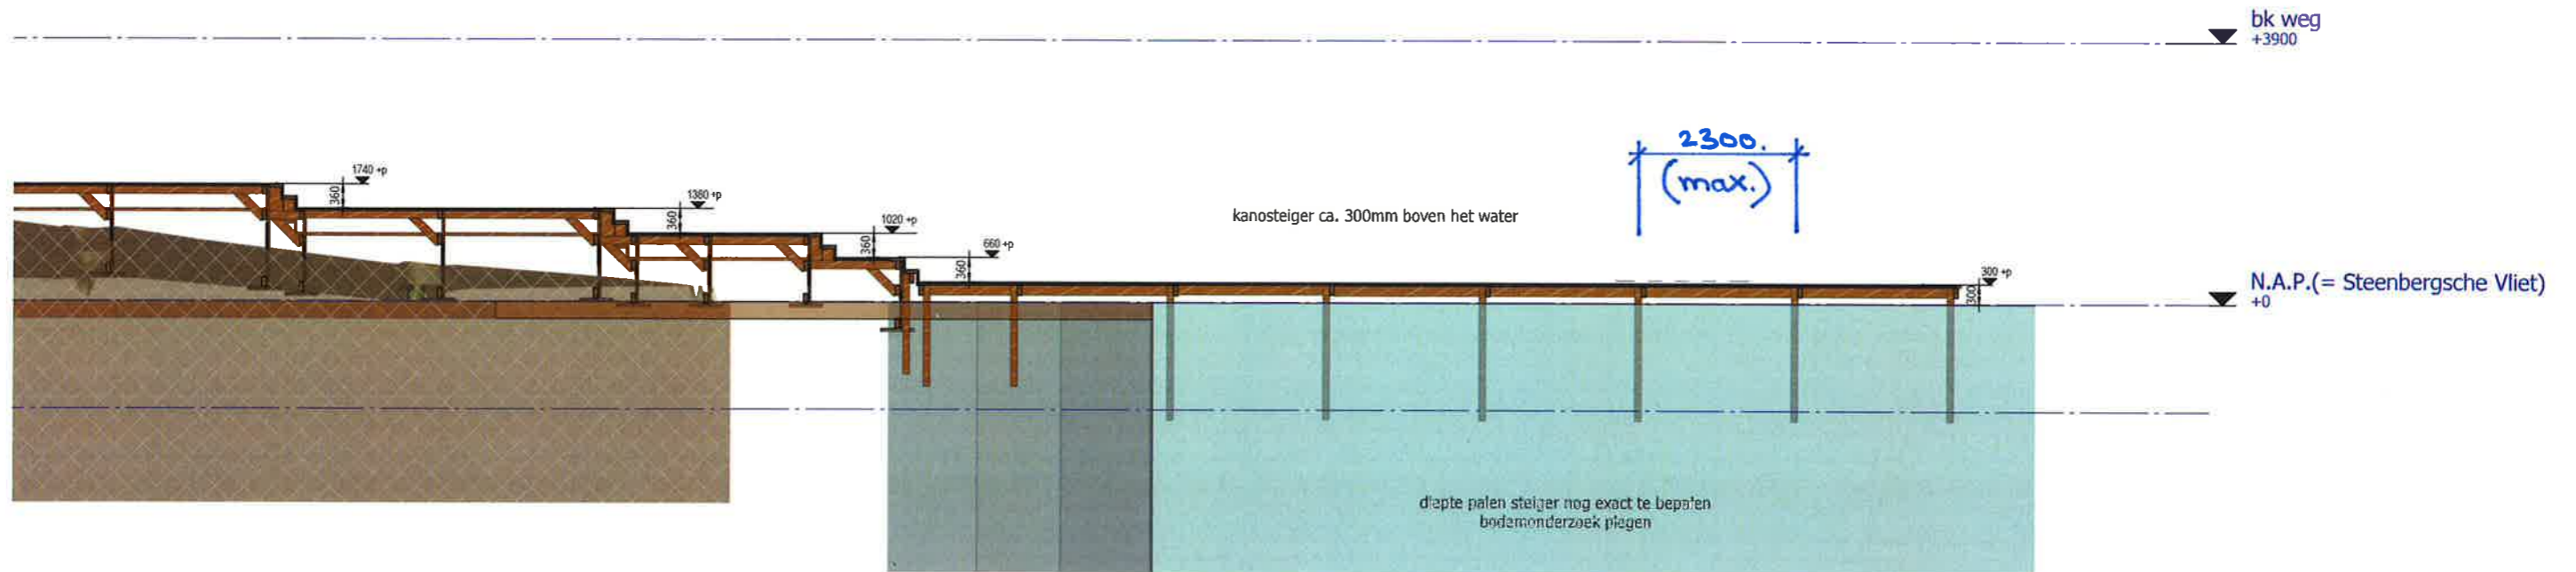 bk weg
+3900
2300.
(max.)
1740 +p
360
1380 +p
360
1020 +p
360
660 +p
360
kanosteiger ca. 300mm boven het water
300 +p
300
N.A.P.(= Steenbergsche Vliet)
+0
diepte palen steiger nog exact te bepalen
bodemonderzoek plegen